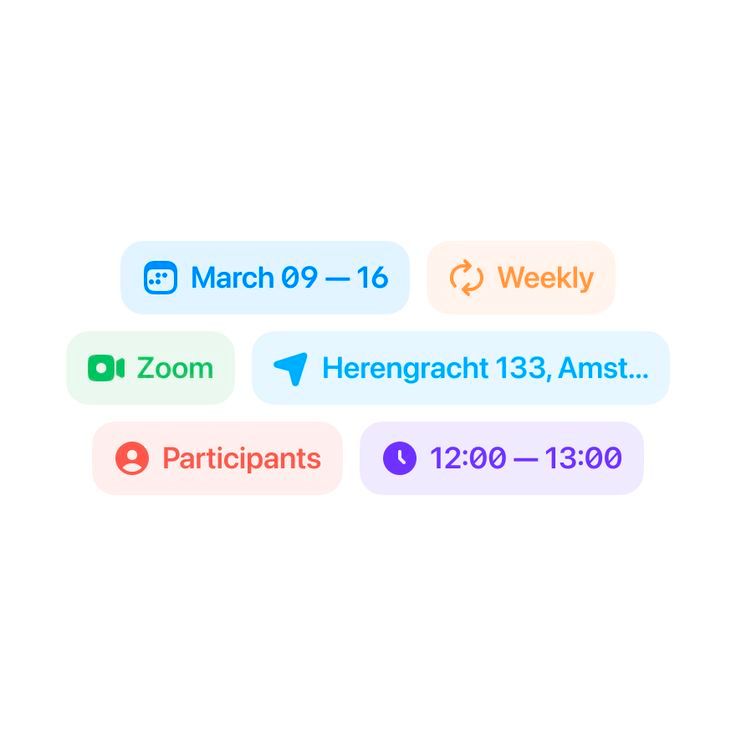 March 09 — 16
Weekly
Zoom
Herengracht 133, Amst...
Participants
12:00 — 13:00